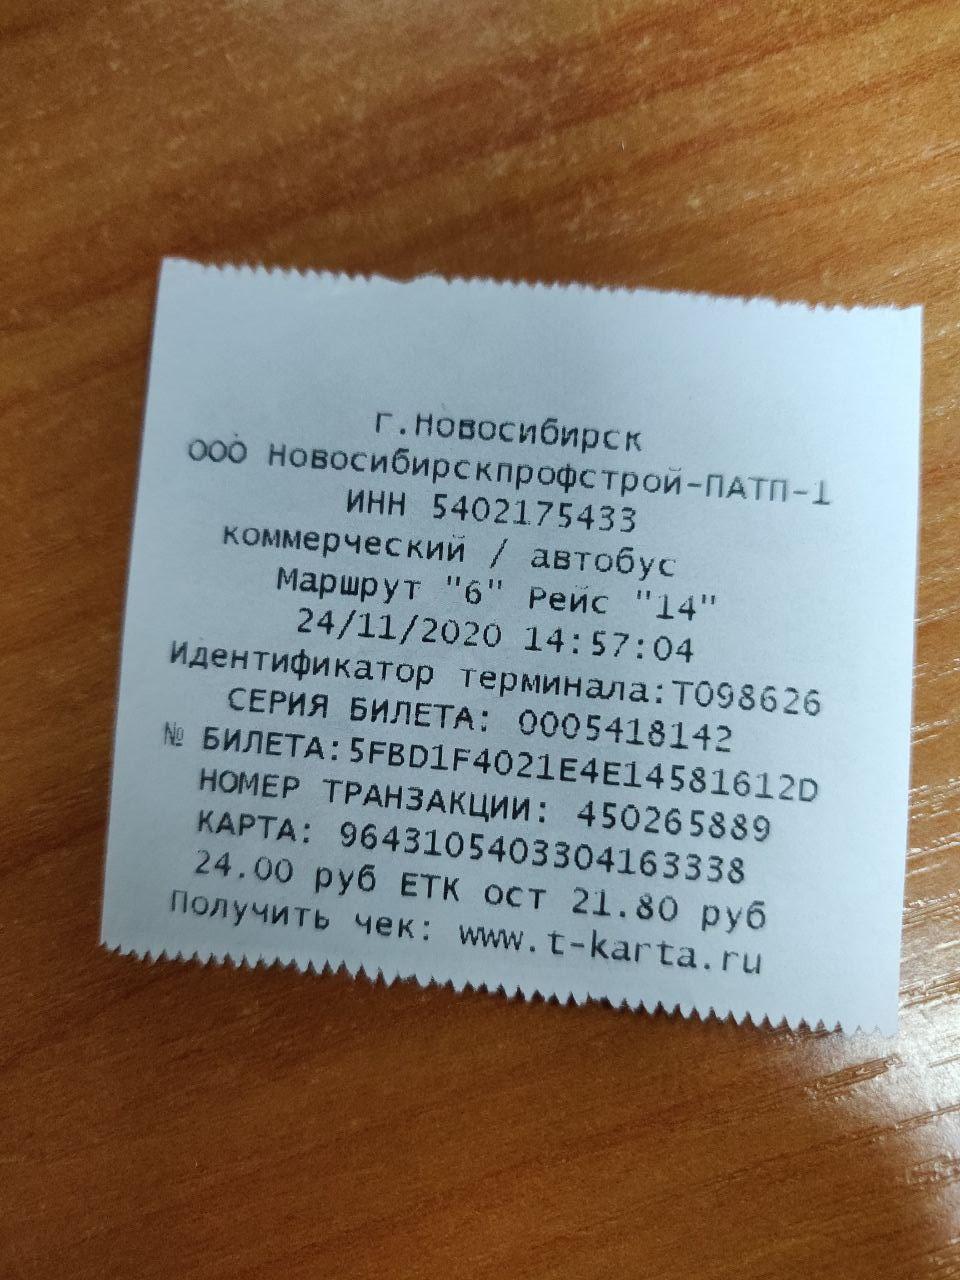 г.Новосибирск
ООО Новосибирскпрофстрой-ПАТП-1
ИНН 5402175433
коммерческий / автобус
Маршрут "6" Рейс "14"
24/11/2020 14:57:04
Идентификатор терминала:Т098626
СЕРИЯ БИЛЕТА: 0005418142
№ БИЛЕТА:5FBD1F4021E4E14581612D
НОМЕР ТРАНЗАКЦИИ: 450265889
КАРТА: 9643105403304163338
24.00 руб ЕТК ост 21.80 руб
Получить чек: www.t-karta.ru